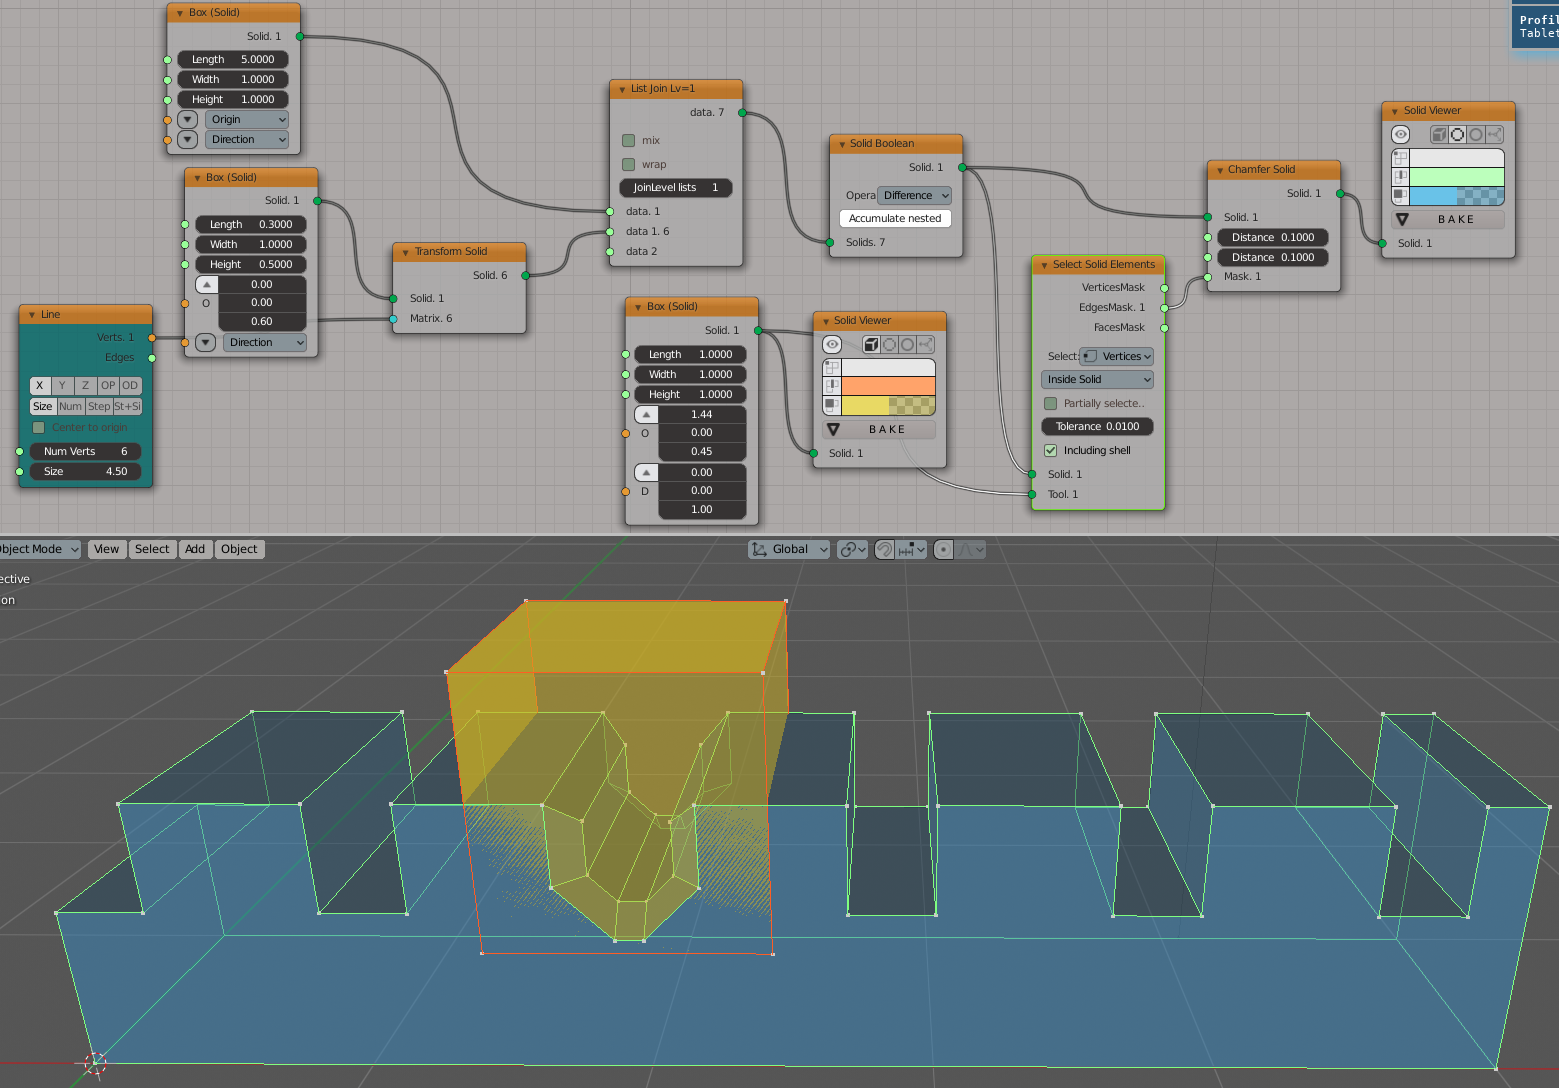 Box (Solid)
Solid. 1
Length 5.0000
Width 1.0000
Height 1.0000
Origin
Direction
Box (Solid)
Solid. 1
Length 0.3000
Width 1.0000
Height 0.5000
0.00
O 0.00
0.60
Direction
Line
Verts. 1
Edges
X Y Z OP OD
Size Num Step St+Si
Center to origin
Num Verts 6
Size 4.50
Transform Solid
Solid. 6
Solid. 1
Matrix. 6
List Join Lv=1
data. 7
mix
wrap
JoinLevel lists 1
data. 1
data 1. 6
data 2
Box (Solid)
Solid. 1
Length 1.0000
Width 1.0000
Height 1.0000
1.44
O 0.00
0.45
0.00
D 0.00
1.00
Solid Viewer
BAKE
Solid. 1
Solid Boolean
Solid. 1
Opera Difference
Accumulate nested
Solids. 7
Select Solid Elements
VerticesMask
EdgesMask. 1
FacesMask
Select: Vertices
Inside Solid
Partially selecte..
Tolerance 0.0100
Including shell
Solid. 1
Tool. 1
Chamfer Solid
Solid. 1
Solid. 1
Distance 0.1000
Distance 0.1000
Mask. 1
Solid Viewer
BAKE
Solid. 1
Profil
Tablet
bject Mode View Select Add Object Global
ective
on